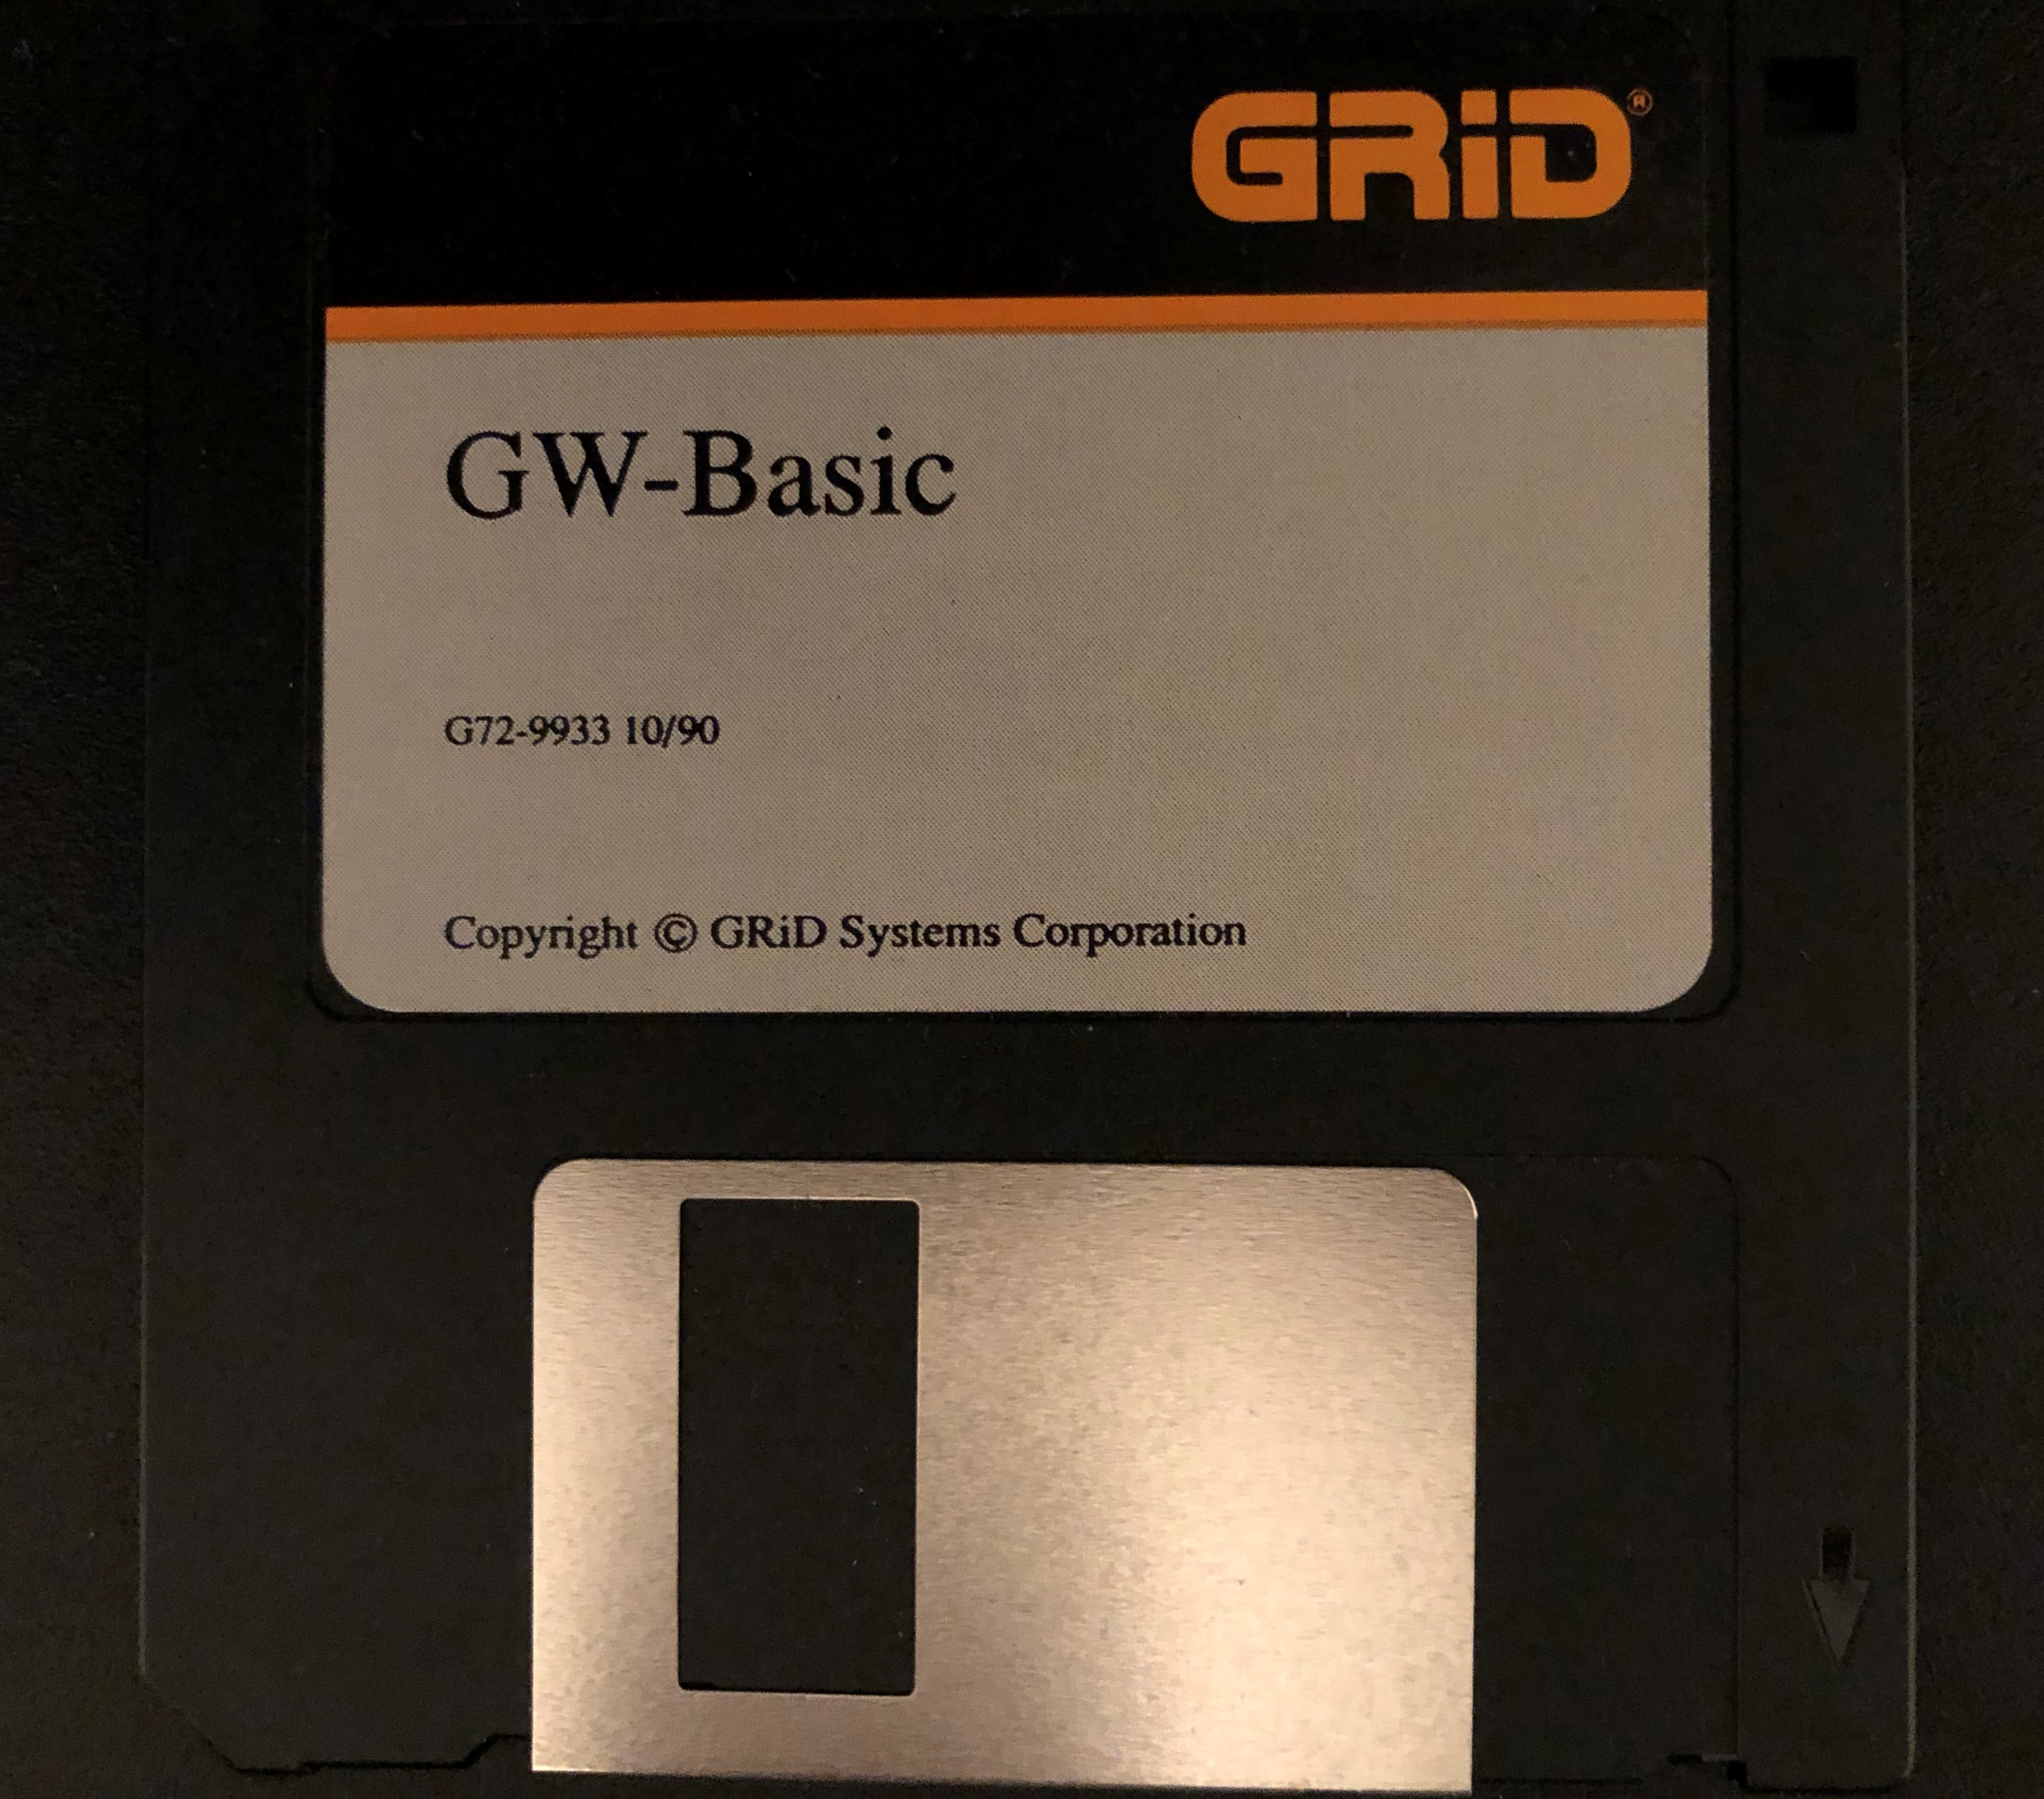 GRiD®
GW-Basic
G72-9933 10/90
Copyright © GRiD Systems Corporation